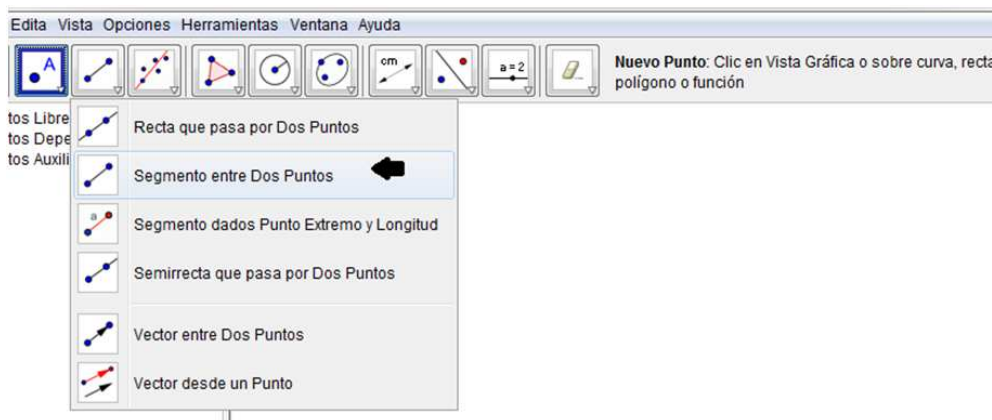 Edita Vista Opciones Herramientas Ventana Ayuda
A
cm
a = 2
Nuevo Punto: Clic en Vista Gráfica o sobre curva, recta
polígono o función
tos Libre
tos Depe
tos Auxili
Recta que pasa por Dos Puntos
Segmento entre Dos Puntos
a
Segmento dados Punto Extremo y Longitud
Semirrecta que pasa por Dos Puntos
Vector entre Dos Puntos
Vector desde un Punto